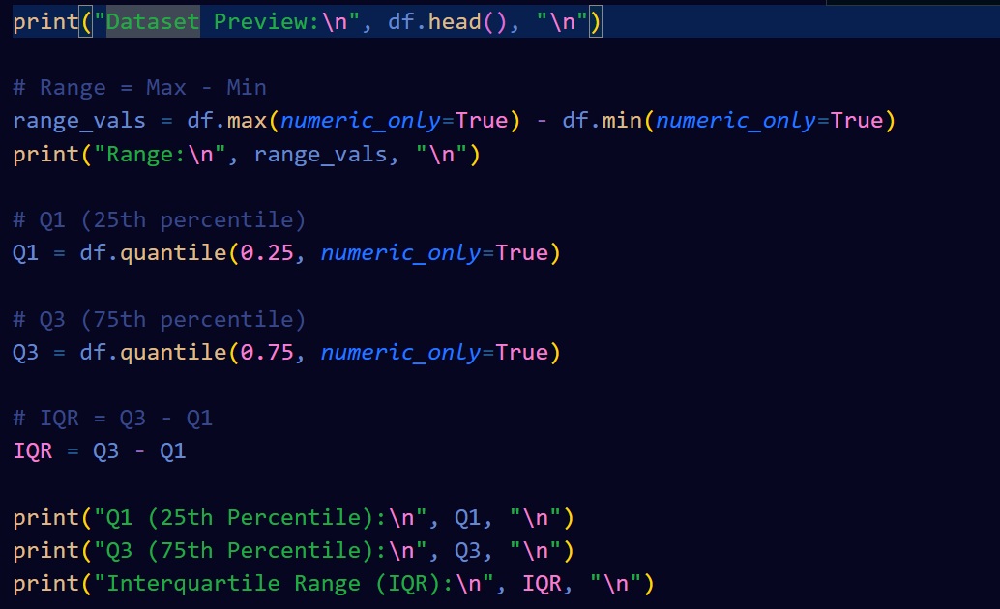 print("Dataset Preview:\n", df.head(), "\n")
# Range = Max - Min
range_vals = df.max(numeric_only=True) - df.min(numeric_only=True)
print("Range:\n", range_vals, "\n")
# Q1 (25th percentile)
Q1 = df.quantile(0.25, numeric_only=True)
# Q3 (75th percentile)
Q3 = df.quantile(0.75, numeric_only=True)
# IQR = Q3 - Q1
IQR = Q3 - Q1
print("Q1 (25th Percentile):\n", Q1, "\n")
print("Q3 (75th Percentile):\n", Q3, "\n")
print("Interquartile Range (IQR):\n", IQR, "\n")